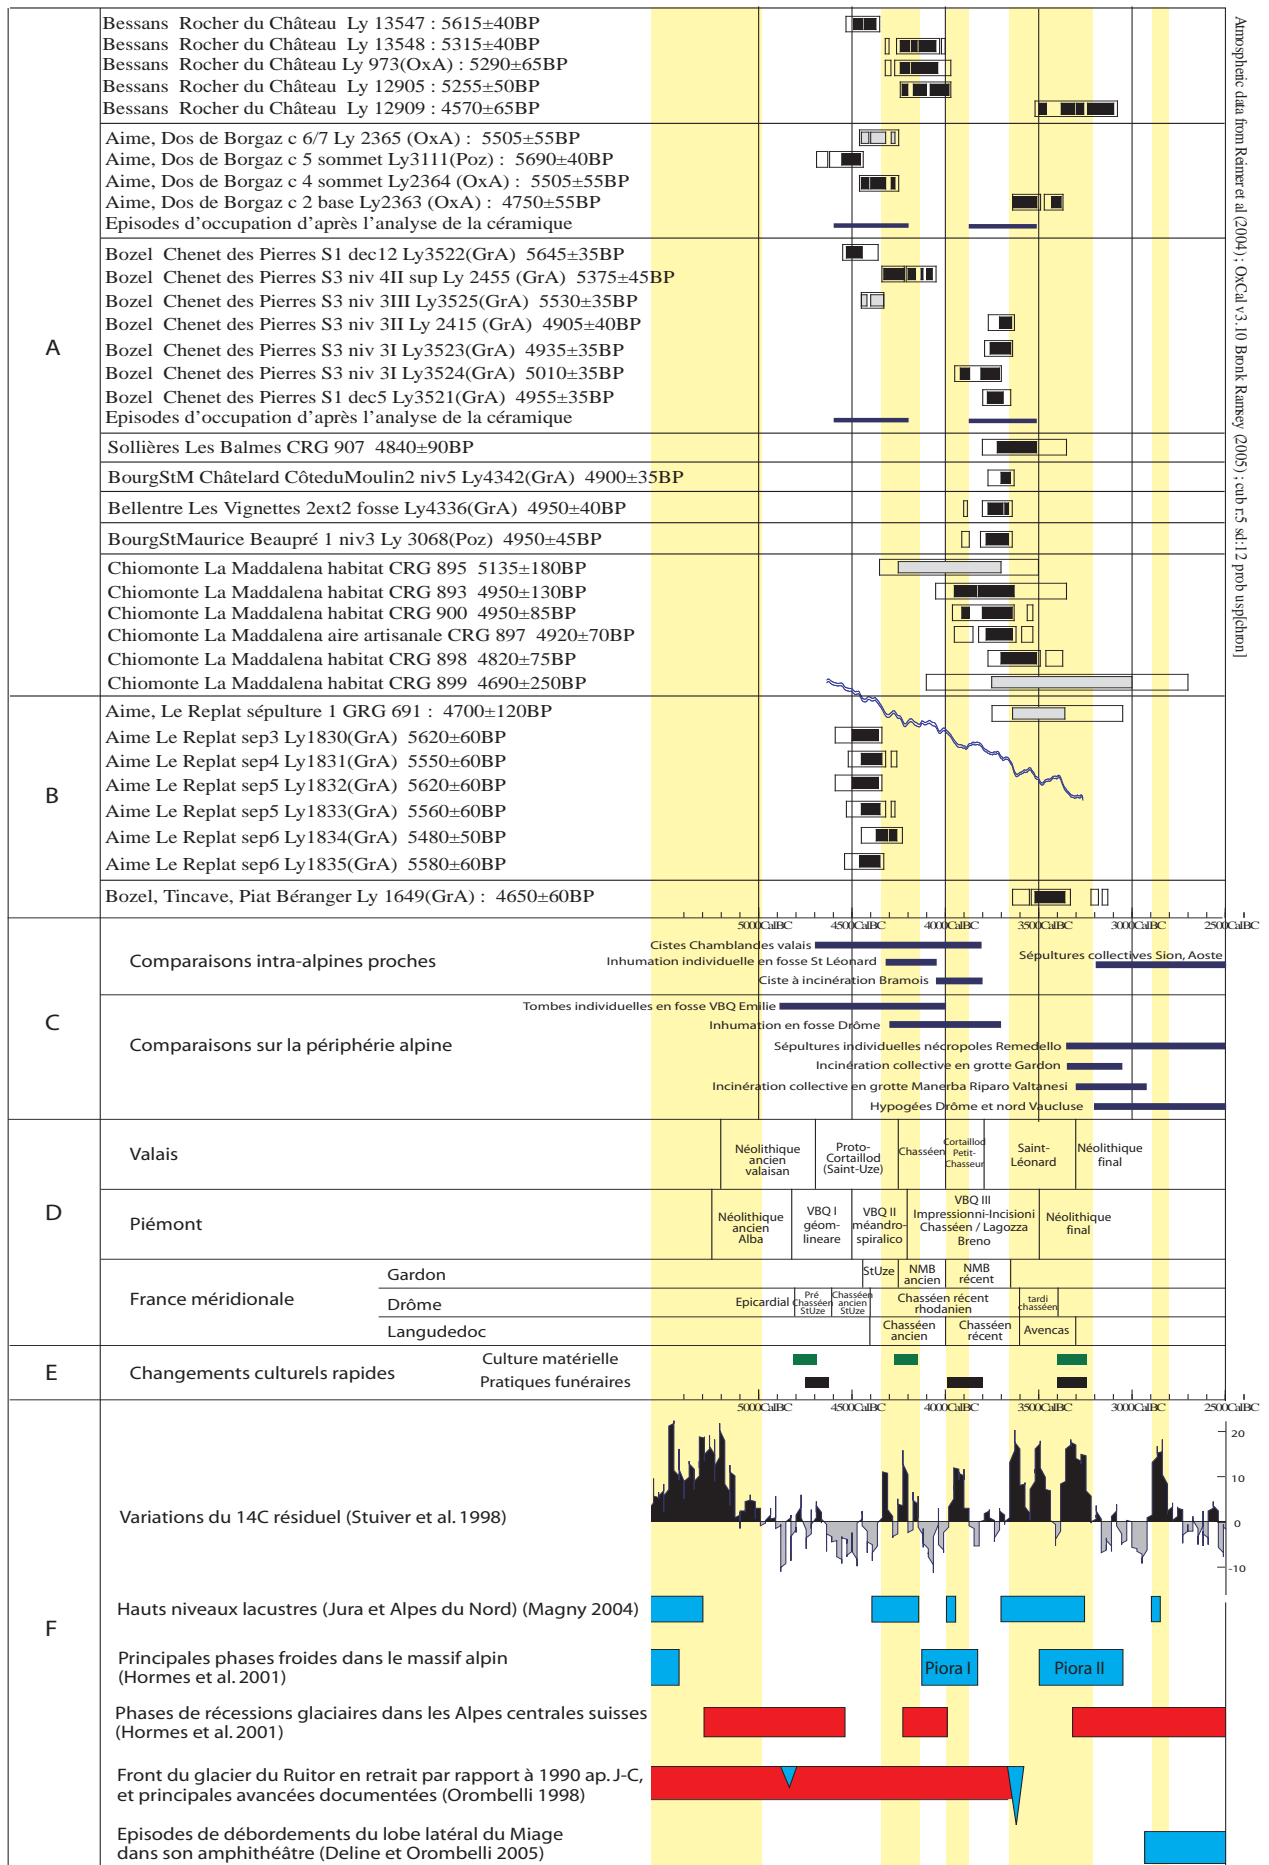 Bessans Rocher du Château Ly 13547 : 5615±40BP
Bessans Rocher du Château Ly 13548 : 5315±40BP
Bessans Rocher du Château Ly 973(OxA) : 5290±65BP
Bessans Rocher du Château Ly 12905 : 5255±50BP
Bessans Rocher du Château Ly 12909 : 4570±65BP
Aime, Dos de Borgaz c 6/7 Ly 2365 (OxA) : 5505±55BP
Aime, Dos de Borgaz c 5 sommet Ly3111(Poz) : 5690±40BP
Aime, Dos de Borgaz c 4 sommet Ly2364 (OxA) : 5505±55BP
Aime, Dos de Borgaz c 2 base Ly2363 (OxA) : 4750±55BP
Episodes d'occupation d'après l'analyse de la céramique
A
Bozel Chenet des Pierres S1 dec12 Ly3522(GrA) 5645±35BP
Bozel Chenet des Pierres S3 niv 4II sup Ly 2455 (GrA) 5375±45BP
Bozel Chenet des Pierres S3 niv 3III Ly3525(GrA) 5530±35BP
Bozel Chenet des Pierres S3 niv 3II Ly 2415 (GrA) 4905±40BP
Bozel Chenet des Pierres S3 niv 3I Ly3523(GrA) 4935±35BP
Bozel Chenet des Pierres S3 niv 3I Ly3524(GrA) 5010±35BP
Bozel Chenet des Pierres S1 dec5 Ly3521(GrA) 4955±35BP
Episodes d'occupation d'après l'analyse de la céramique
Sollières Les Balmes CRG 907 4840±90BP
BourgStM Châtelard CôteduMoulin2 niv5 Ly4342(GrA) 4900±35BP
Bellentre Les Vignettes 2ext2 fosse Ly4336(GrA) 4950±40BP
BourgStMaurice Beaupré 1 niv3 Ly 3068(Poz) 4950±45BP
Chiomonte La Maddalena habitat CRG 895 5135±180BP
Chiomonte La Maddalena habitat CRG 893 4950±130BP
Chiomonte La Maddalena habitat CRG 900 4950±85BP
Chiomonte La Maddalena aire artisanale CRG 897 4920±70BP
Chiomonte La Maddalena habitat CRG 898 4820±75BP
Chiomonte La Maddalena habitat CRG 899 4690±250BP
Atmospheric data from Reimer et al (2004); OxCal v3.10 Bronk Ramsey (2005); cub r:5 sd:12 prob usp[chron]
B
Aime, Le Replat sépulture 1 GRG 691 : 4700±120BP
Aime Le Replat sep3 Ly1830(GrA) 5620±60BP
Aime Le Replat sep4 Ly1831(GrA) 5550±60BP
Aime Le Replat sep5 Ly1832(GrA) 5620±60BP
Aime Le Replat sep5 Ly1833(GrA) 5560±60BP
Aime Le Replat sep6 Ly1834(GrA) 5480±50BP
Aime Le Replat sep6 Ly1835(GrA) 5580±60BP
Bozel, Tincave, Piat Béranger Ly 1649(GrA) : 4650±60BP
5000CalBC 4500CalBC 4000CalBC 3500CalBC 3000CalBC 2500CalBC
C
Comparaisons intra-alpines proches
Cistes Chamblandes valais
Inhumation individuelle en fosse St Léonard
Sépultures collectives Sion, Aoste
Ciste à incinération Bramois
Comparaisons sur la périphérie alpine
Tombes individuelles en fosse VBQ Emilie
Inhumation en fosse Drôme
Sépultures individuelles nécropoles Remedello
Incinération collective en grotte Gardon
Incinération collective en grotte Manerba Riparo Valtanesi
Hypogées Drôme et nord Vaucluse
D
Valais
Néolithique
ancien
valaisan
Proto-
Cortaillod
(Saint-Uze)
Chasséen
Cortaillod
Petit-
Chasseur
Saint-
Léonard
Néolithique
final
Piémont
Néolithique
ancien
Alba
VBQ I
géom-
lineare
VBQ II
méandro-
spiralico
VBQ III
Impressionni-Incisioni
Chasséen / Lagozza
Breno
Néolithique
final
France méridionale
Gardon
StUze
NMB
ancien
NMB
récent
Drôme
Epicardial
Pré
Chasséen
StUze
Chasséen
ancien
StUze
Chasséen récent
rhodanien
tardi
chasséen
Langudedoc
Chasséen
ancien
Chasséen
récent
Avencas
E
Changements culturels rapides
Culture matérielle
Pratiques funéraires
5000CalBC 4500CalBC 4000CalBC 3500CalBC 3000CalBC 2500CalBC
F
Variations du 14C résiduel (Stuiver et al. 1998)
20
10
0
-10
Hauts niveaux lacustres (Jura et Alpes du Nord) (Magny 2004)
Principales phases froides dans le massif alpin
(Hormes et al. 2001)
Piora I
Piora II
Phases de récessions glaciaires dans les Alpes centrales suisses
(Hormes et al. 2001)
Front du glacier du Ruitor en retrait par rapport à 1990 ap. J-C,
et principales avancées documentées (Orombelli 1998)
Episodes de débordements du lobe latéral du Miage
dans son amphithéâtre (Deline et Orombelli 2005)